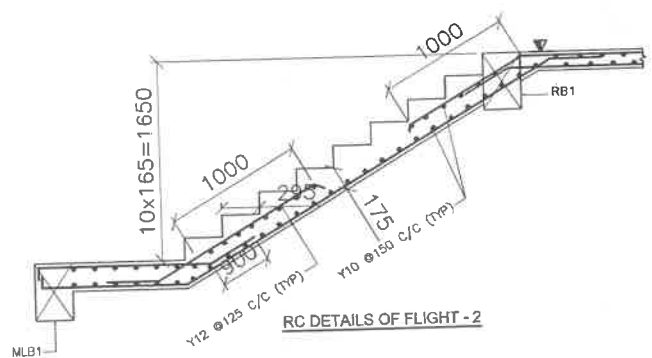 1000
RB1
10x165=1650
1000
295
175
900
Y10 @150 C/C (TYP)
Y12 @125 C/C (TYP)
RC DETAILS OF FLIGHT - 2
MLB1